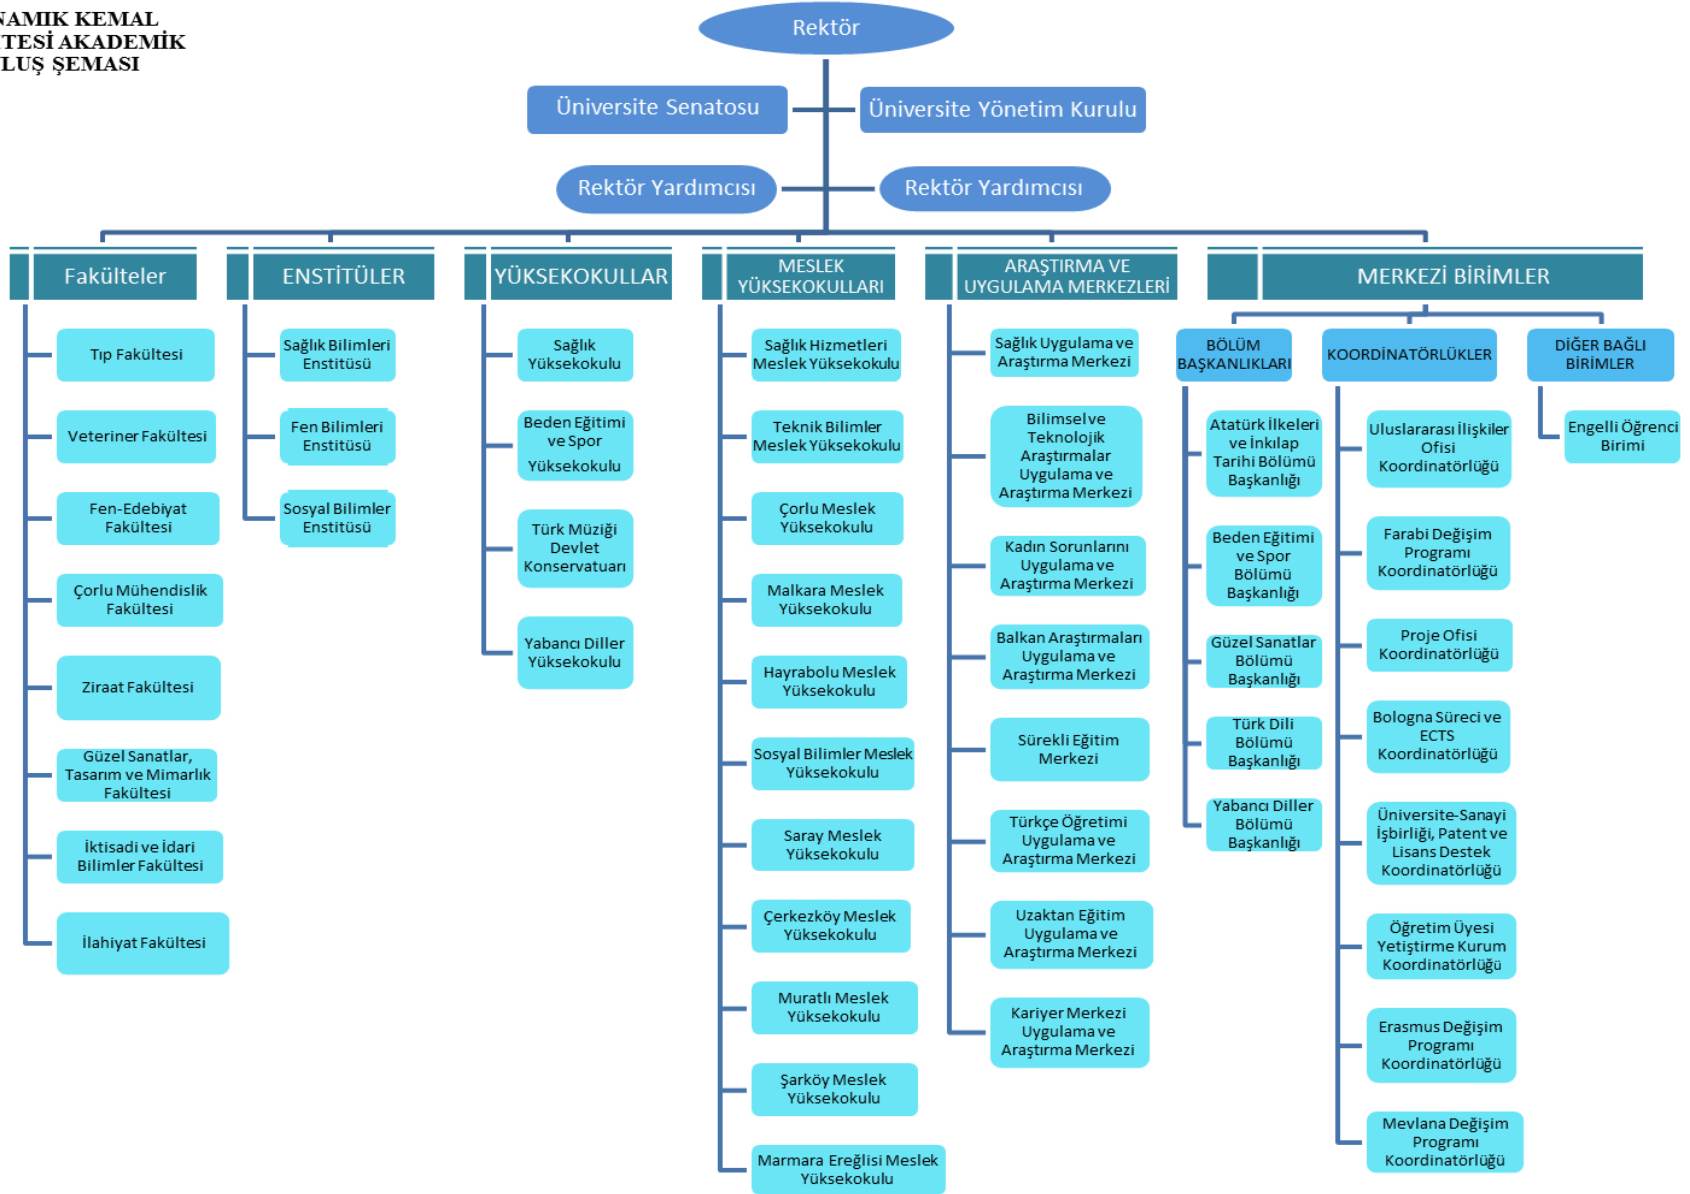 NAMIK KEMAL
AKADEMİK
ŞEMASI
Rektör
Üniversite Senatosu
Üniversite Yönetim Kurulu
Rektör Yardımcısı
Rektör Yardımcısı
Fakülteler
Tıp Fakültesi
Veteriner Fakültesi
Fen-Edebiyat
Fakültesi
Çorlu Mühendislik
Fakültesi
Ziraat Fakültesi
Güzel Sanatlar,
Tasarım ve Mimarlık
Fakültesi
İktisadi ve İdari
Bilimler Fakültesi
İlahiyat Fakültesi
ENSTİTÜLER
Sağlık Bilimleri
Enstitüsü
Fen Bilimleri
Enstitüsü
Sosyal Bilimler
Enstitüsü
YÜKSEKOKULLAR
Sağlık
Yüksekokulu
Beden Eğitimi
ve Spor
Yüksekokulu
Türk Müziği
Devlet
Konservatuarı
Yabancı Diller
Yüksekokulu
MESLEK
YÜKSEKOKULLARI
Sağlık Hizmetleri
Meslek Yüksekokulu
Teknik Bilimler
Meslek Yüksekokulu
Çorlu Meslek
Yüksekokulu
Malkara Meslek
Yüksekokulu
Hayrabolu Meslek
Yüksekokulu
Sosyal Bilimler Meslek
Yüksekokulu
Saray Meslek
Yüksekokulu
Çerkezköy Meslek
Yüksekokulu
Muratlı Meslek
Yüksekokulu
Şarköy Meslek
Yüksekokulu
Marmara Ereğlisi Meslek
Yüksekokulu
ARAŞTIRMA VE
UYGULAMA MERKEZLERİ
Sağlık Uygulama ve
Araştırma Merkezi
Bilimsel ve
Teknolojik
Araştırmalar
Uygulama ve
Araştırma Merkezi
Kadın Sorunlarını
Uygulama ve
Araştırma Merkezi
Balkan Araştırmaları
Uygulama ve
Araştırma Merkezi
Sürekli Eğitim
Merkezi
Türkçe Öğretimi
Uygulama ve
Araştırma Merkezi
Uzaktan Eğitim
Uygulama ve
Araştırma Merkezi
Kariyer Merkezi
Uygulama ve
Araştırma Merkezi
MERKEZİ BİRİMLER
BÖLÜM
BAŞKANLIKLARI
Atatürk İlkeleri
ve İnkılap
Tarihi Bölümü
Başkanlığı
Beden Eğitimi
ve Spor
Bölümü
Başkanlığı
Güzel Sanatlar
Bölümü
Başkanlığı
Türk Dili
Bölümü
Başkanlığı
Yabancı Diller
Bölümü
Başkanlığı
KOORDİNATÖRLÜKLER
Uluslararası İlişkiler
Ofisi
Koordinatörlüğü
Farabi Değişim
Programı
Koordinatörlüğü
Proje Ofisi
Koordinatörlüğü
Bologna Süreci ve
ECTS
Koordinatörlüğü
Üniversite-Sanayi
İşbirliği, Patent ve
Lisans Destek
Koordinatörlüğü
Öğretim Üyesi
Yetiştirme Kurum
Koordinatörlüğü
Erasmus Değişim
Programı
Koordinatörlüğü
Mevlana Değişim
Programı
Koordinatörlüğü
DİĞER BAĞLI
BİRİMLER
Engelli Öğrenci
Birimi